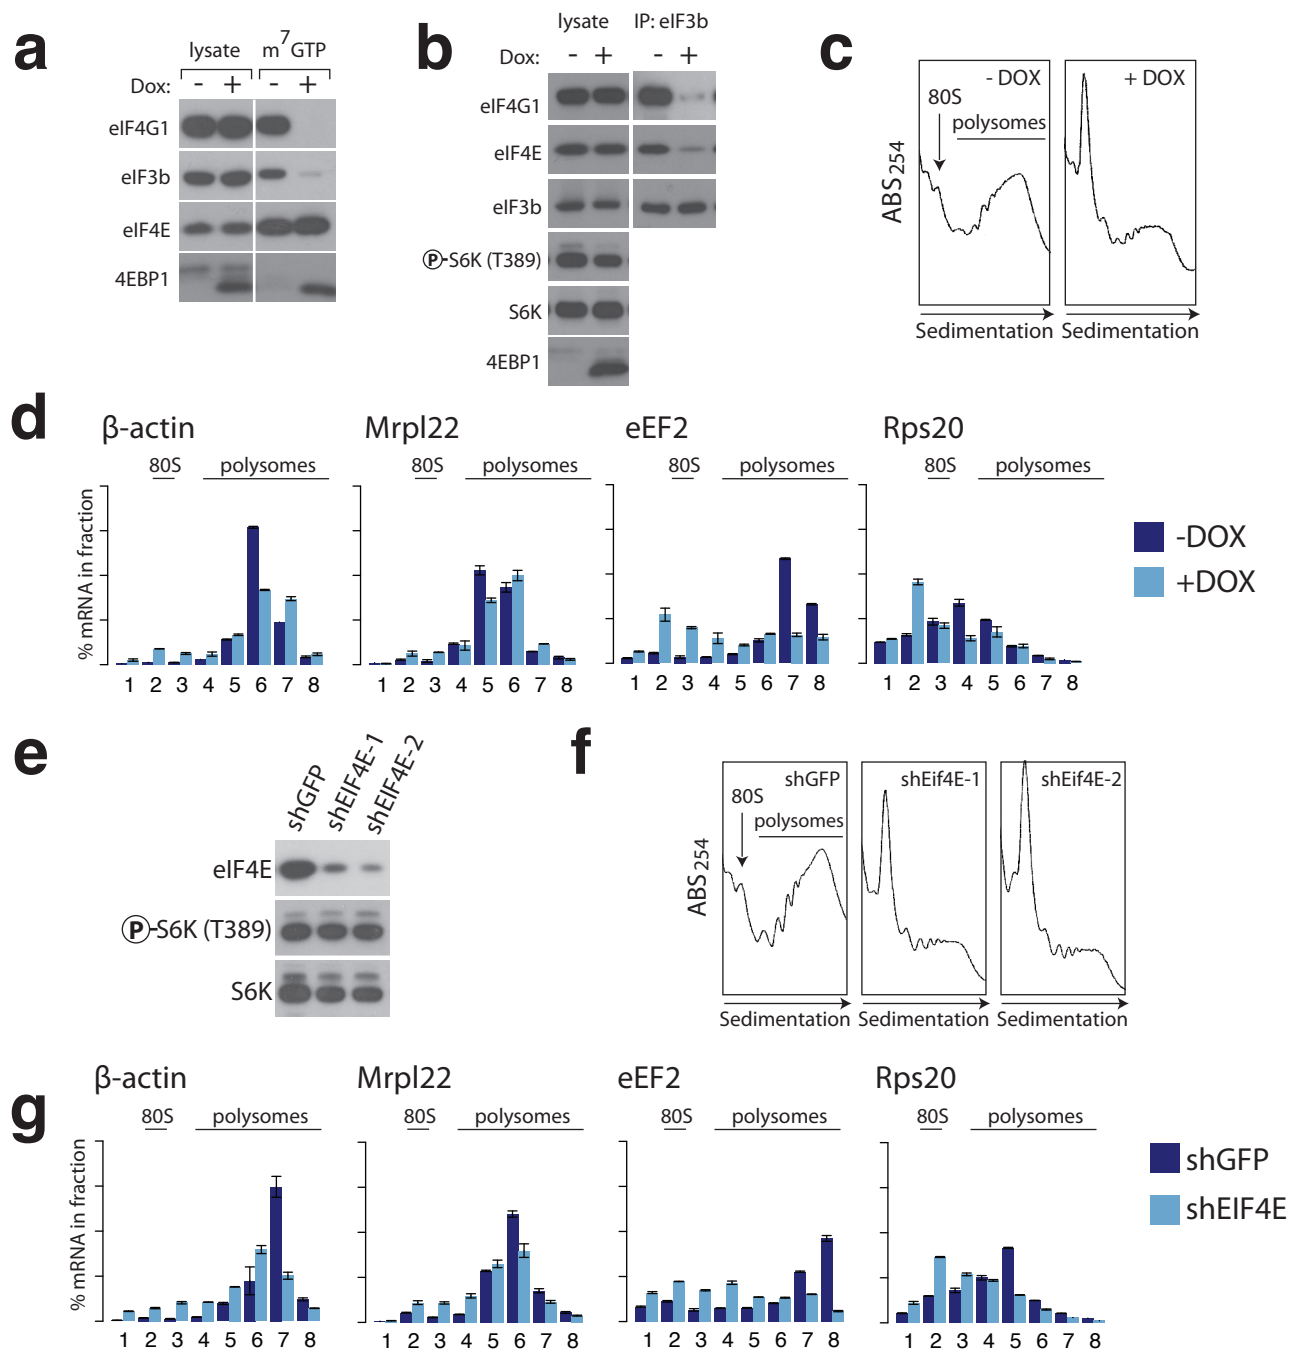 a
lysate m7GTP
Dox: - + - +
eIF4G1
eIF3b
eIF4E
4EBP1
b
lysate IP: eIF3b
Dox: - + - +
eIF4G1
eIF4E
eIF3b
P-S6K (T389)
S6K
4EBP1
c
- DOX + DOX
80S
polysomes
ABS254
Sedimentation Sedimentation
d
β-actin Mrpl22 eEF2 Rps20
80S polysomes 80S polysomes 80S polysomes 80S polysomes
% mRNA in fraction
1 2 3 4 5 6 7 8 1 2 3 4 5 6 7 8 1 2 3 4 5 6 7 8 1 2 3 4 5 6 7 8
-DOX
+DOX
e
shGFP shEIF4E-1 shEIF4E-2
eIF4E
P-S6K (T389)
S6K
f
shGFP shEif4E-1 shEif4E-2
80S
polysomes
ABS254
Sedimentation Sedimentation Sedimentation
g
β-actin Mrpl22 eEF2 Rps20
80S polysomes 80S polysomes 80S polysomes 80S polysomes
% mRNA in fraction
1 2 3 4 5 6 7 8 1 2 3 4 5 6 7 8 1 2 3 4 5 6 7 8 1 2 3 4 5 6 7 8
shGFP
shEIF4E